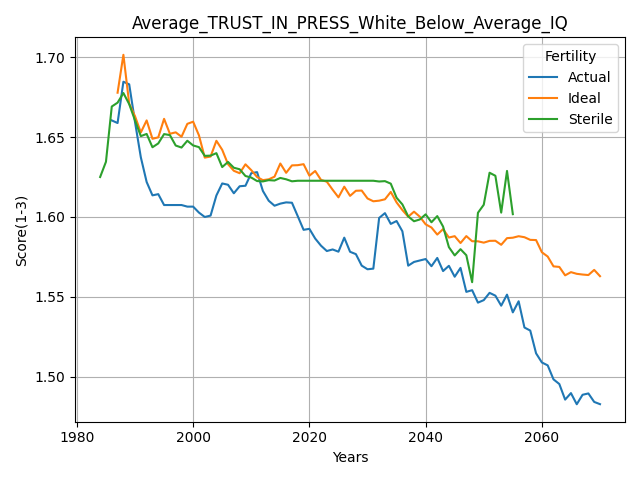 Average_TRUST_IN_PRESS_White_Below_Average_IQ
Fertility
Actual
Ideal
Sterile
Score(1-3)
1.70
1.65
1.60
1.55
1.50
1980
2000
2020
2040
2060
Years